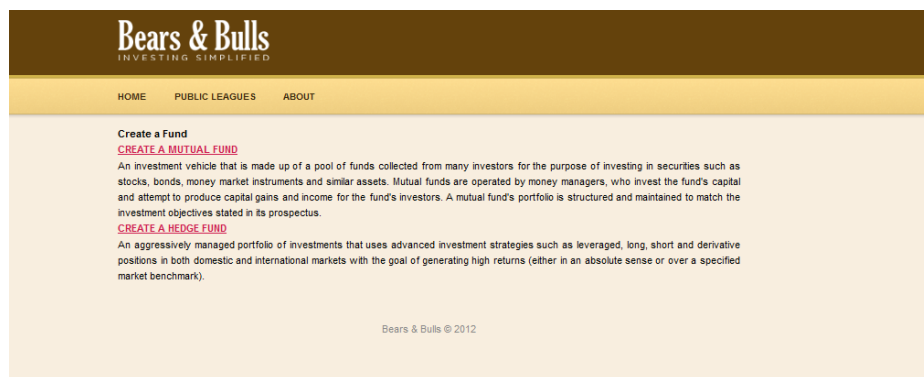 Bears & Bulls
INVESTING SIMPLIFIED
HOME PUBLIC LEAGUES ABOUT
Create a Fund
CREATE A MUTUAL FUND
An investment vehicle that is made up of a pool of funds collected from many investors for the purpose of investing in securities such as
stocks, bonds, money market instruments and similar assets. Mutual funds are operated by money managers, who invest the fund's capital
and attempt to produce capital gains and income for the fund's investors. A mutual fund's portfolio is structured and maintained to match the
investment objectives stated in its prospectus.
CREATE A HEDGE FUND
An aggressively managed portfolio of investments that uses advanced investment strategies such as leveraged, long, short and derivative
positions in both domestic and international markets with the goal of generating high returns (either in an absolute sense or over a specified
market benchmark).
Bears & Bulls © 2012